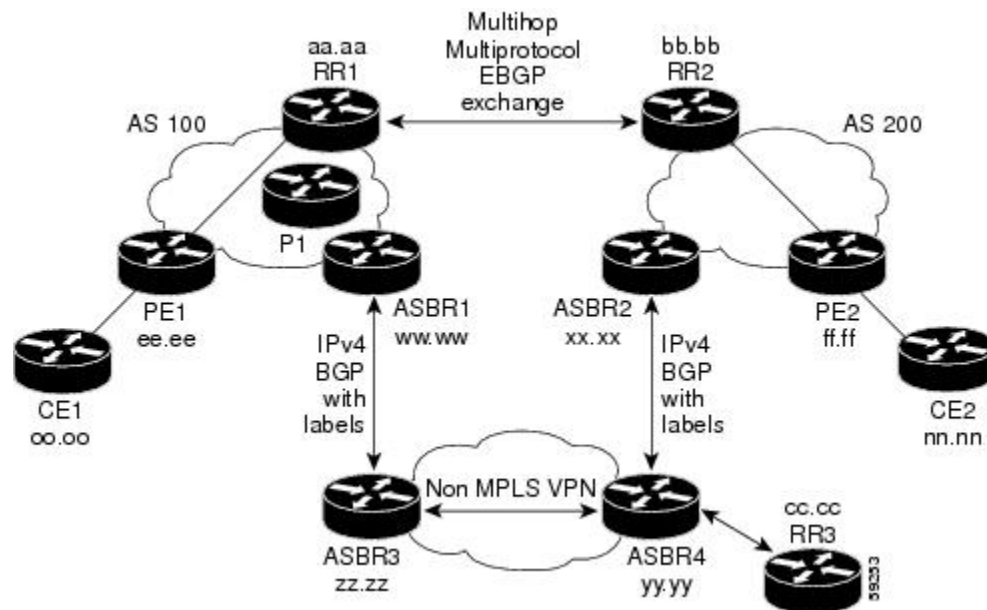 Multihop
Multiprotocol
EBGP
exchange
aa.aa
RR1
bb.bb
RR2
AS 100
AS 200
P1
PE1
ee.ee
ASBR1
ww.ww
ASBR2
xx.xx
PE2
ff.ff
CE1
oo.oo
IPv4
BGP
with
labels
IPv4
BGP
with
labels
CE2
nn.nn
Non MPLS VPN
ASBR3
zz.zz
ASBR4
yy.yy
cc.cc
RR3
59253